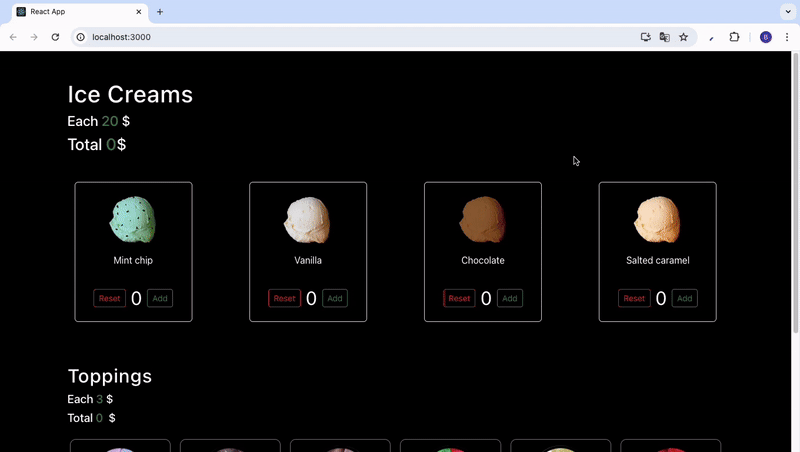 React App
localhost:3000
B
Ice Creams
Each 20 $
Total 0$
Mint chip
Vanilla
Chocolate
Salted caramel
Reset 0 Add
Reset 0 Add
Reset 0 Add
Reset 0 Add
Toppings
Each 3 $
Total 0 $